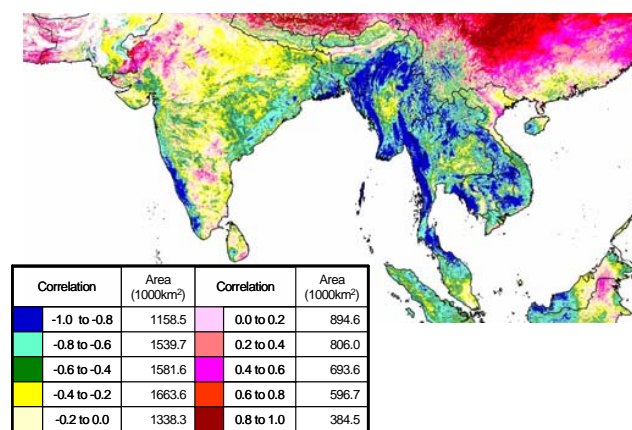 Correlation Area (1000km²) Correlation Area (1000km²)
-1.0 to -0.8 1158.5 0.0 to 0.2 894.6
-0.8 to -0.6 1539.7 0.2 to 0.4 806.0
-0.6 to -0.4 1581.6 0.4 to 0.6 693.6
-0.4 to -0.2 1663.6 0.6 to 0.8 596.7
-0.2 to 0.0 1338.3 0.8 to 1.0 384.5